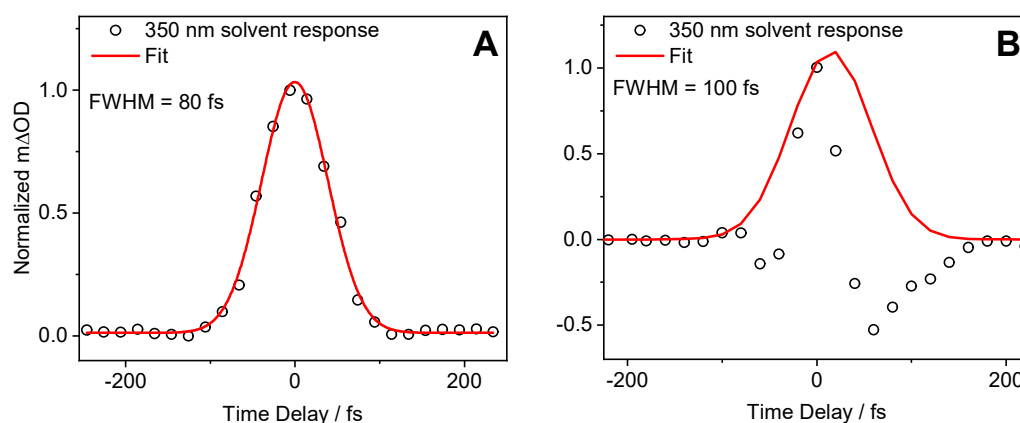 350 nm solvent response
Fit
FWHM = 80 fs
A
1.0
0.5
0.0
-200
0
200
Normalized mΔOD
Time Delay / fs
350 nm solvent response
Fit
FWHM = 100 fs
B
1.0
0.5
0.0
-0.5
-200
0
200
Time Delay / fs